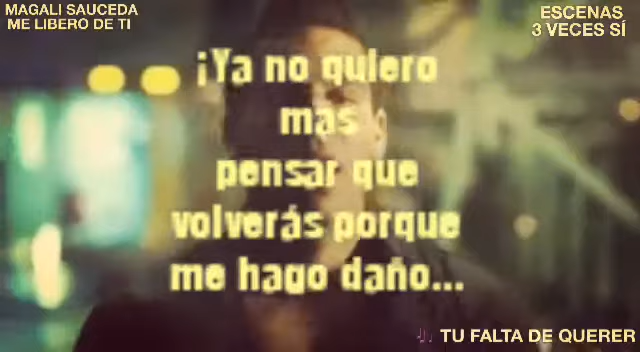 MAGALI SAUCEDA
ME LIBERO DE TI
ESCENAS
3 VECES SÍ
¡Ya no quiero
mas
pensar que
volverás porque
me hago daño...
TU FALTA DE QUERER